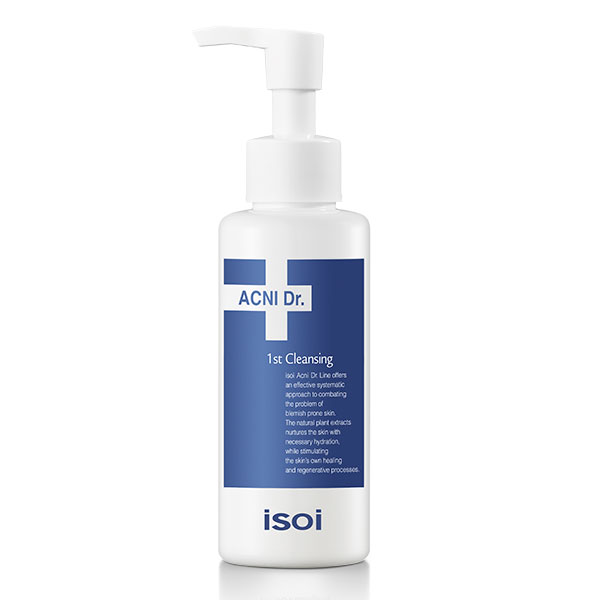 ACNI Dr.
1st Cleansing
isoi Acni Dr. Line offers
an effective systematic
approach to combating
the problem of
blemish prone skin.
The natural plant extracts
nurtures the skin with
necessary hydration,
while stimulating
the skin's own healing
and regenerative processes.
isoi